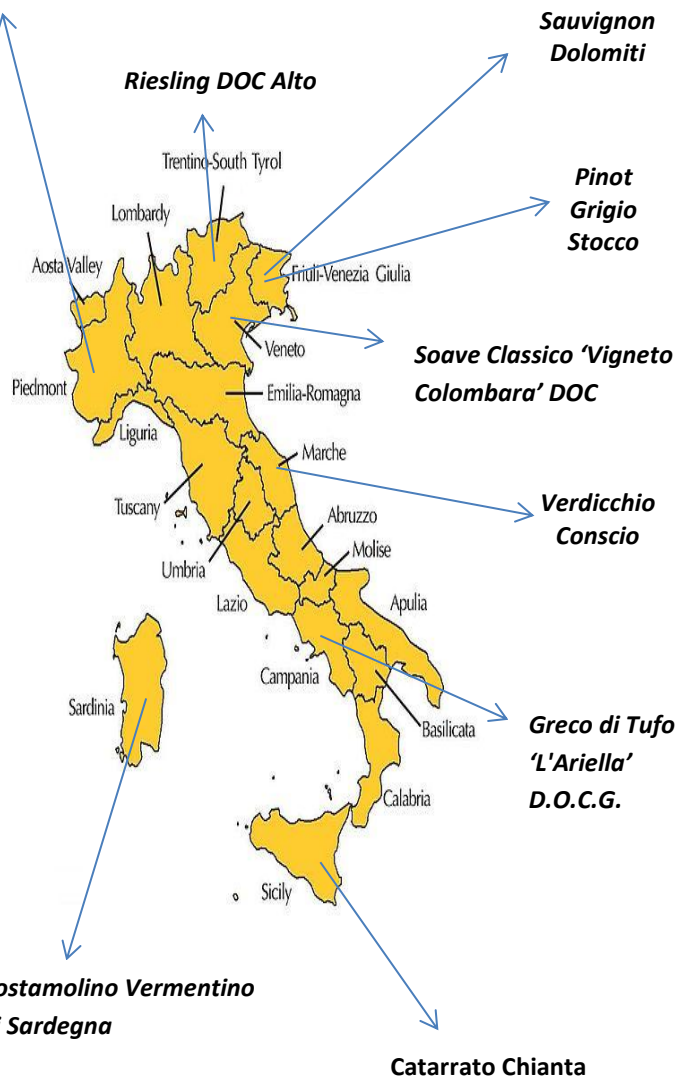 Sauvignon
Dolomiti
Riesling DOC Alto
Trentino-South Tyrol
Pinot
Grigio
Stocco
Lombardy
Aosta Valley
Friuli-Venezia Giulia
Veneto
Soave Classico ‘Vigneto
Colombara’ DOC
Piedmont
Emilia-Romagna
Liguria
Marche
Tuscany
Verdicchio
Conscio
Abruzzo
Umbria
Molise
Lazio
Apulia
Campania
Sardinia
Basilicata
Greco di Tufo
‘L'Ariella’
D.O.C.G.
Calabria
Sicily
ostamolino Vermentino
i Sardegna
Catarrato Chianta